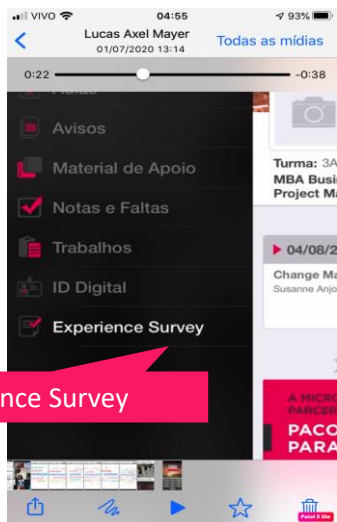 VIVO 04:55 93%
Lucas Axel Mayer
01/07/2020 13:14
Todas as mídias
0:22 -0:38
Avisos
Material de Apoio
Notas e Faltas
Trabalhos
ID Digital
Experience Survey
Turma: 3A
MBA Busi
Project Ma
04/08/2
Change Ma
Susanne Anjo
nce Survey
A MICRO
PARCER
PACO
PARA